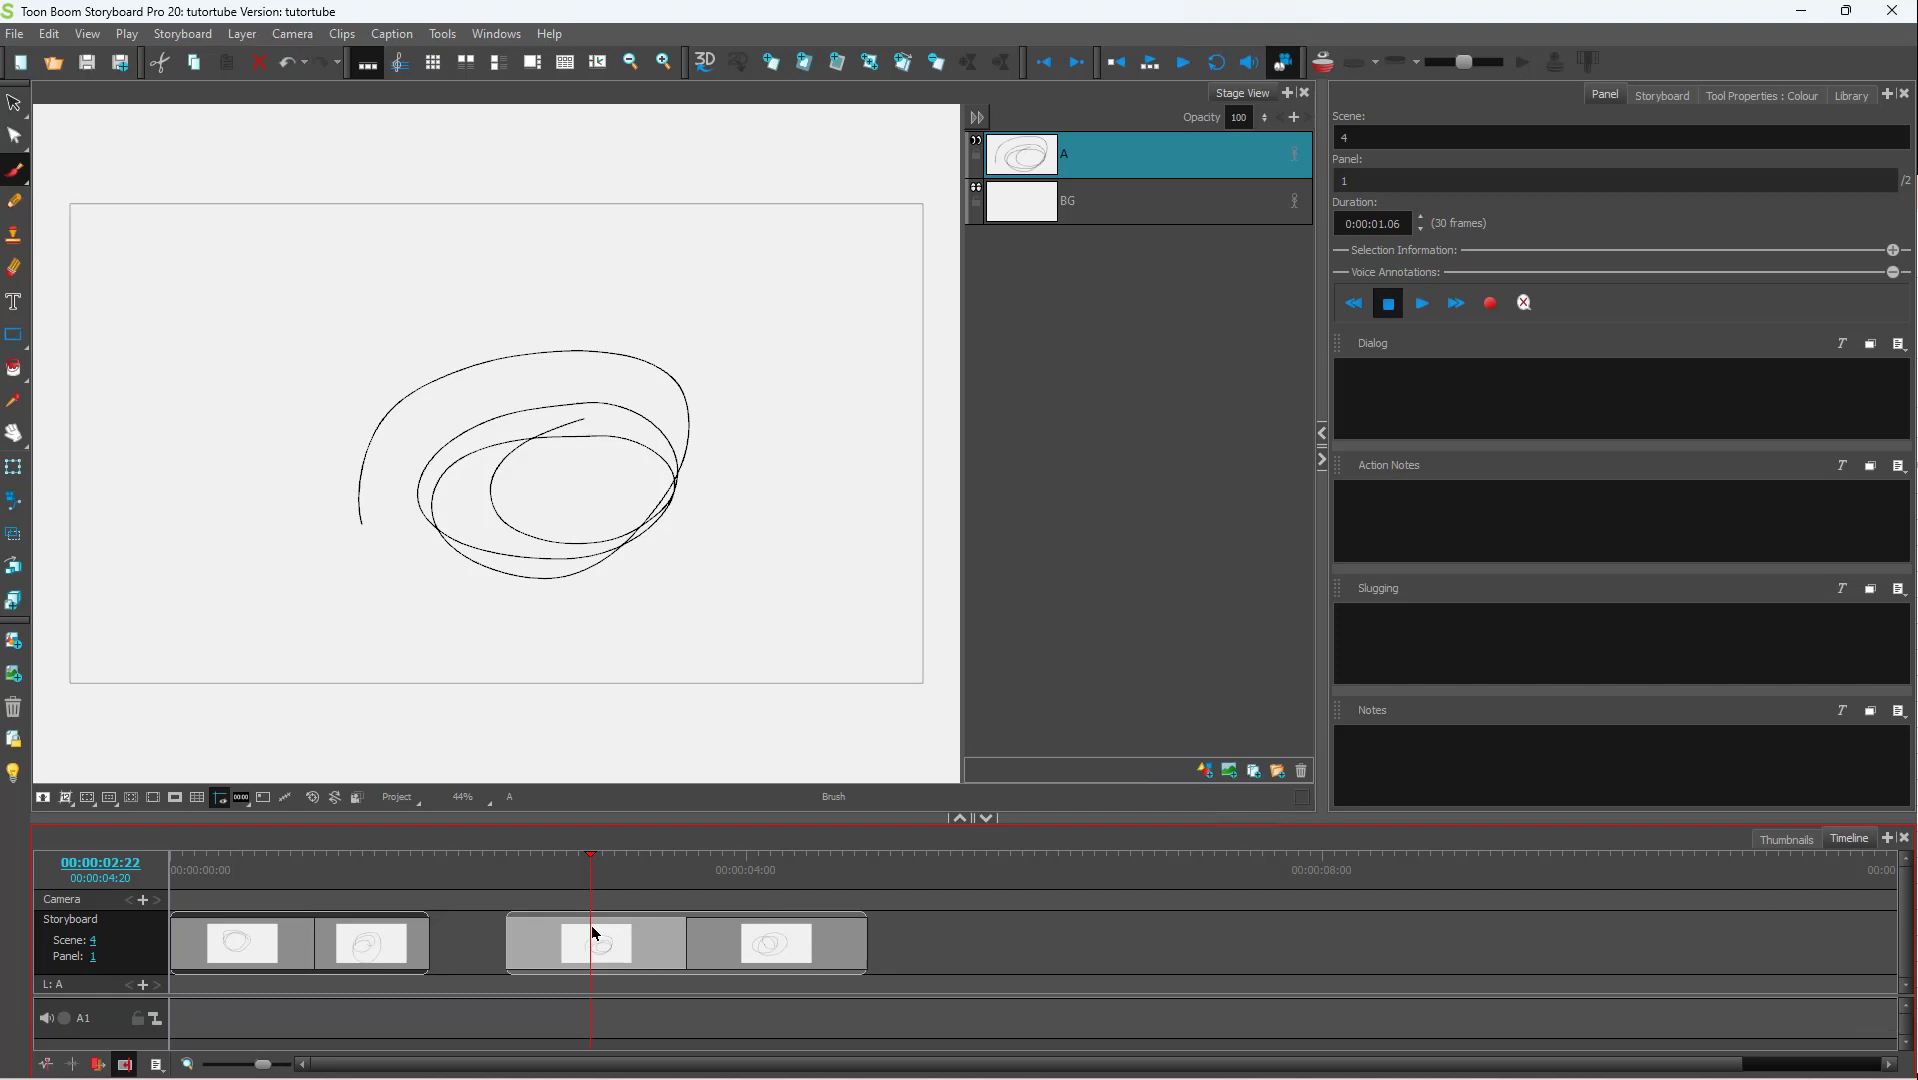 Toon Boom Storyboard Pro 20: tutortube Version: tutortube
File Edit View Play Storyboard Layer Camera Clips Caption Tools Windows Help
3D
Stage View
Panel Storyboard Tool Properties : Colour Library
Opacity 100
A
BG
Scene:
4
Panel:
1 /2
Duration:
0:00:01.06 (30 frames)
Selection Information:
Voice Annotations:
Dialog
Action Notes
Slugging
Notes
Project 44% A Brush
Thumbnails Timeline
00:00:02:22
00:00:04:20
00:00:00:00 00:00:04:00 00:00:08:00 00:00
Camera
Storyboard
Scene: 4
Panel: 1
L: A
A1